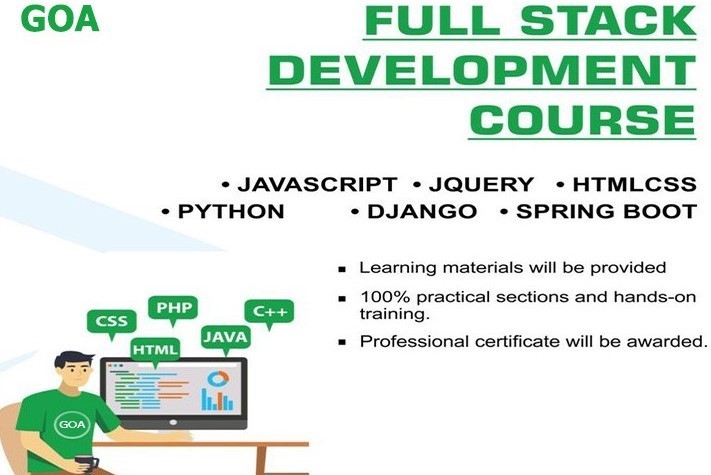 GOA
FULL STACK
DEVELOPMENT
COURSE
• JAVASCRIPT • JQUERY • HTMLCSS
• PYTHON • DJANGO • SPRING BOOT
▪ Learning materials will be provided
▪ 100% practical sections and hands-on
training.
▪ Professional certificate will be awarded.
CSS
PHP
C++
HTML
JAVA
GOA